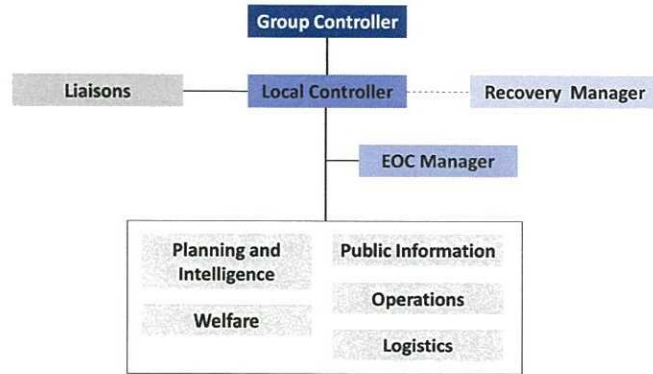 Group Controller
Liaisons
Local Controller
Recovery Manager
EOC Manager
Planning and
Intelligence
Welfare
Public Information
Operations
Logistics